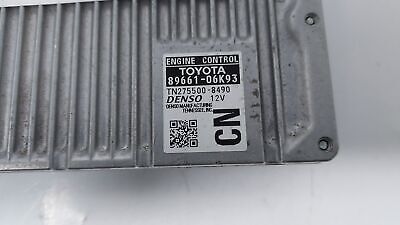 ENGINE CONTROL
TOYOTA
89661-06K93
TN275500-8490
DENSO 12V
DENSO MANUFACTURING
TENNESSEE, INC.
CN